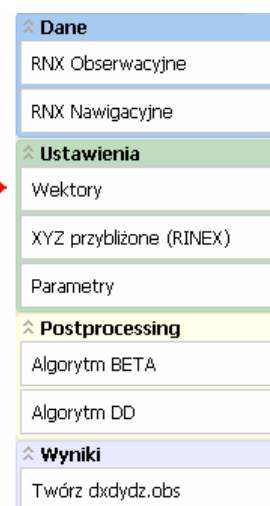 Dane
RNX Obserwacyjne
RNX Nawigacyjne
Ustawienia
Wektory
XYZ przybliżone (RINEX)
Parametry
Postprocessing
Algorytm BETA
Algorytm DD
Wyniki
Twórz dxdydz.obs